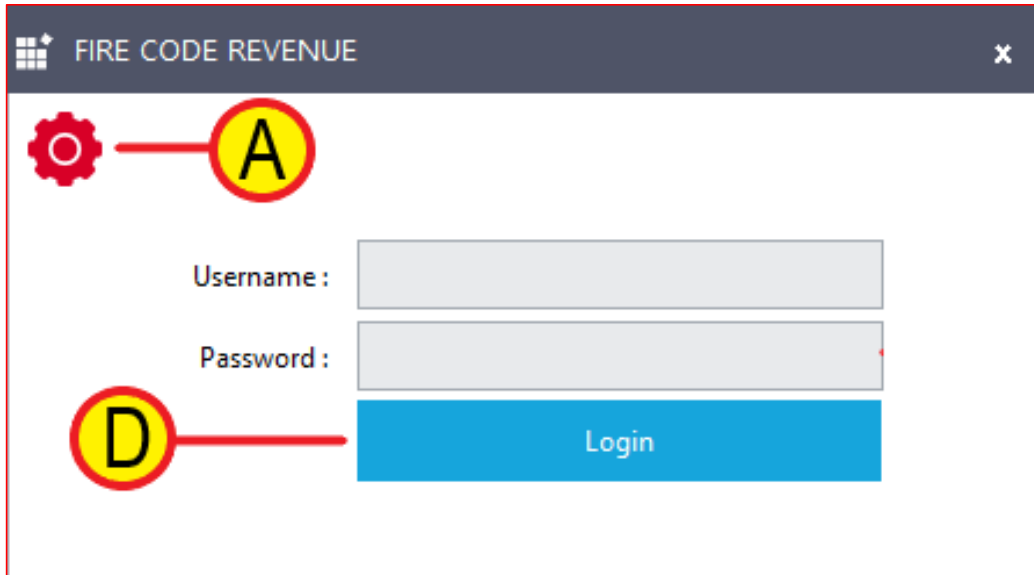 FIRE CODE REVENUE x
A
Username :
Password :
D Login